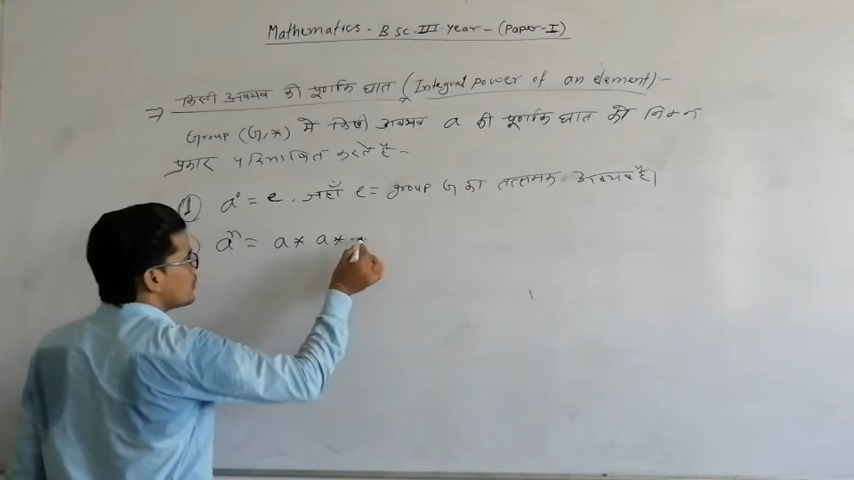 Mathematics - BSc.III.Year - (Paper-I)
→ किसी अवयव की पूर्णांक घात (Integral power of an element):-
Group (G,*) में किसी अवयव a की पूर्णांक घात को निम्न
प्रकार परिभाषित करते है -
① a⁰ = e, जहाँ e = group G का तत्समक अवयव है।
aⁿ = a * a * *